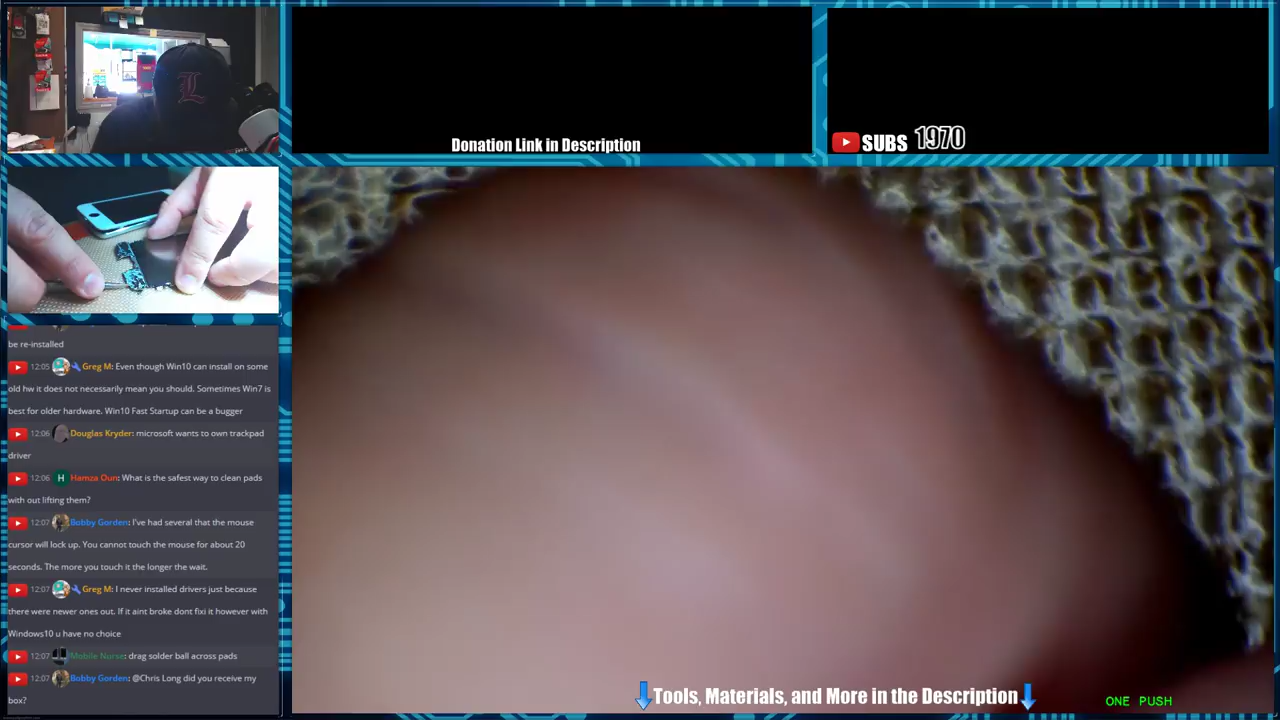 Donation Link in Description
SUBS 1970
be re-installed
12:05 Greg M: Even though Win10 can install on some
old hw it does not necessarily mean you should. Sometimes Win7 is
best for older hardware. Win10 Fast Startup can be a bugger
12:06 Douglas Kryder: microsoft wants to own trackpad
driver
12:06 H Hamza Oun: What is the safest way to clean pads
with out lifting them?
12:07 Bobby Gorden: I've had several that the mouse
cursor will lock up. You cannot touch the mouse for about 20
seconds. The more you touch it the longer the wait.
12:07 Greg M: I never installed drivers just because
there were newer ones out. If it aint broke dont fixi it however with
Windows10 u have no choice
12:07 Mobile Nurse: drag solder ball across pads
12:07 Bobby Gorden: @Chris Long did you receive my
box?
Tools, Materials, and More in the Description
ONE PUSH